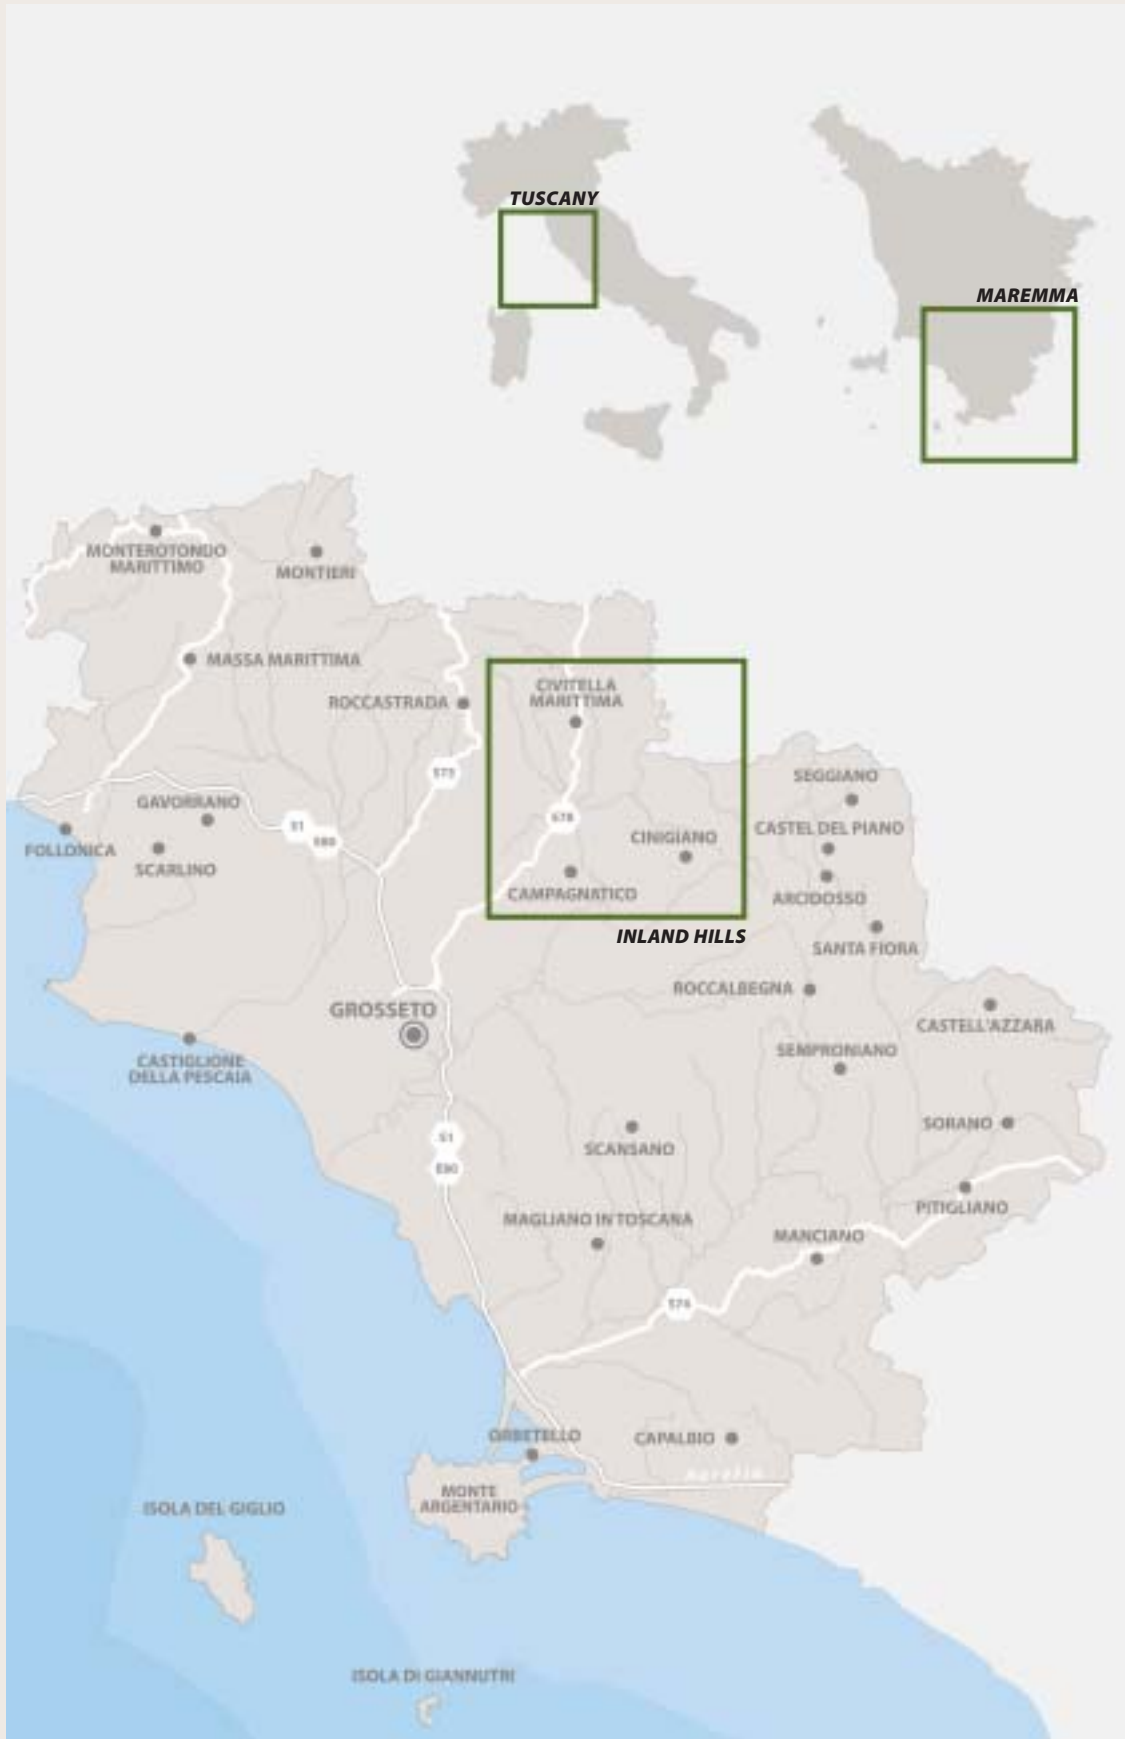 TUSCANY
MAREMMA
MONTEROTONDO
MARITTIMO
MONTIERI
MASSA MARITTIMA
ROCCASTRADA
CIVITELLA
MARITTIMA
SEGGIANO
GAVORRANO
CASTEL DEL PIANO
CINIGIANO
FOLLONICA
SCARLINO
ARCIDOSSO
CAMPAGNATICO
INLAND HILLS
SANTA FIORA
ROCCALBEGNA
GROSSETO
CASTELL'AZZARA
CASTIGLIONE
DELLA PESCAIA
SEMPRONIANO
SORANO
S1
SCANSANO
PITIGLIANO
MAGLIANO IN TOSCANA
MANCIANO
ORBETELLO
CAPALBIO
Aurelia
MONTE
ARGENTARIO
ISOLA DEL GIGLIO
ISOLA DI GIANNUTRI